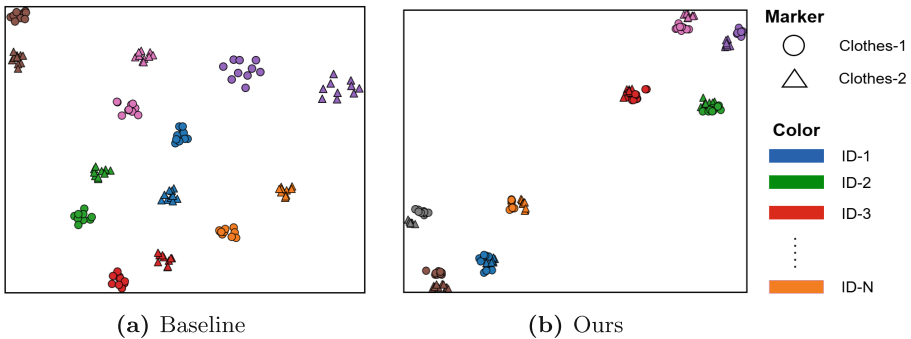 Marker
Clothes-1
Clothes-2
Color
ID-1
ID-2
ID-3
ID-N
(a) Baseline
(b) Ours